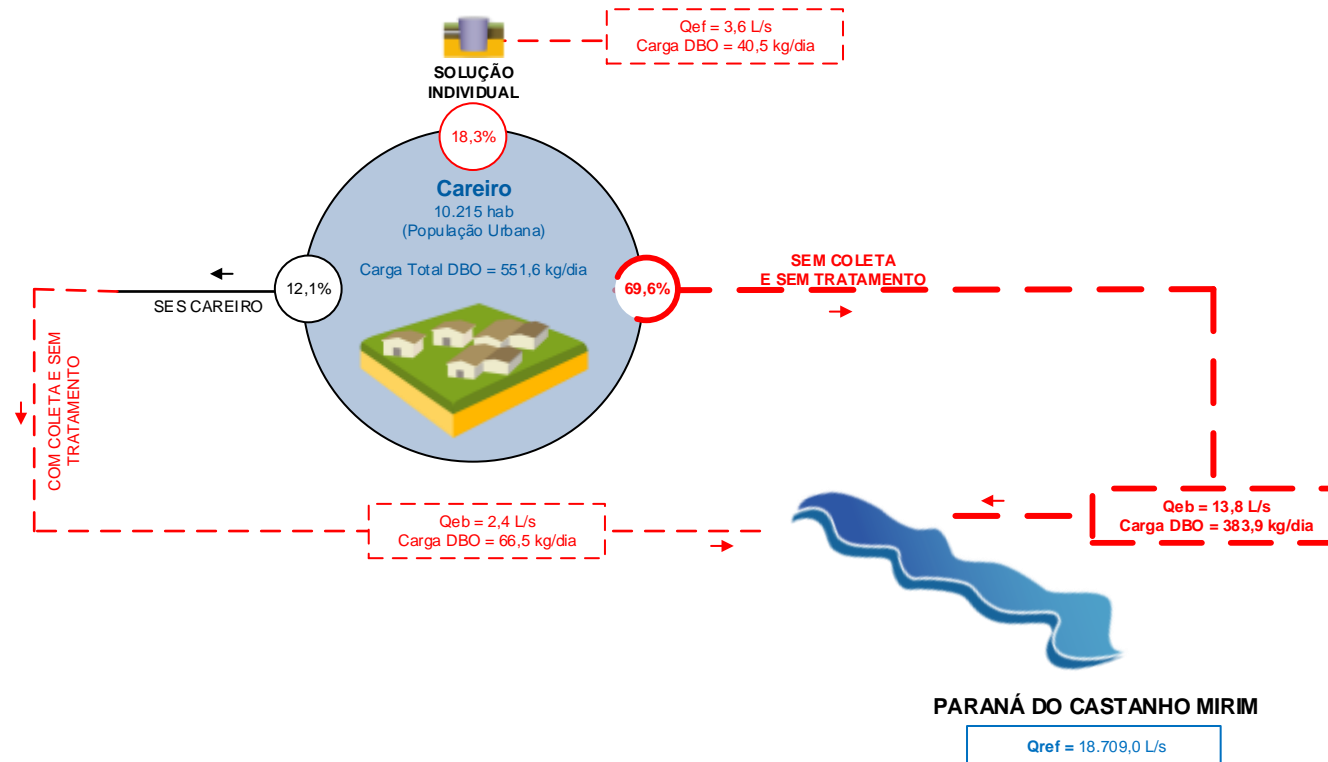 Qef = 3,6 L/s
Carga DBO = 40,5 kg/dia
SOLUÇÃO
INDIVIDUAL
18,3%
Careiro
10.215 hab
(População Urbana)
Carga Total DBO = 551,6 kg/dia
12,1%
SES CAREIRO
69,6%
SEM COLETA
E SEM TRATAMENTO
COM COLETA E SEM
TRATAMENTO
Qeb = 2,4 L/s
Carga DBO = 66,5 kg/dia
Qeb = 13,8 L/s
Carga DBO = 383,9 kg/dia
PARANÁ DO CASTANHO MIRIM
Qref = 18.709,0 L/s